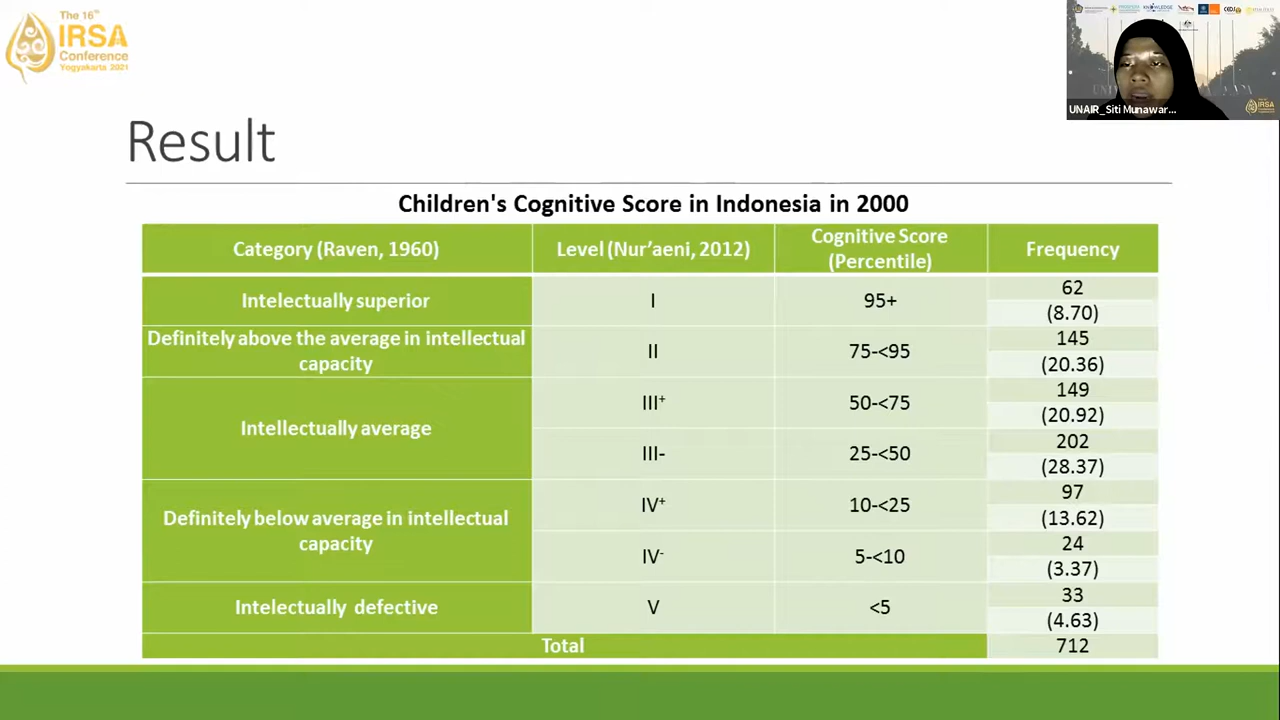 The 16th
IRSA
Conference
Yogyakarta 2021
UNAIR_Siti Munawar...
IRSA
Result
Children's Cognitive Score in Indonesia in 2000
Category (Raven, 1960) Level (Nur'aeni, 2012) Cognitive Score (Percentile) Frequency
Intelectually superior I 95+ 62
(8.70)
Definitely above the average in intellectual
capacity II 75-<95 145
(20.36)
Intellectually average III+ 50-<75 149
(20.92)
III- 25-<50 202
(28.37)
Definitely below average in intellectual
capacity IV+ 10-<25 97
(13.62)
IV- 5-<10 24
(3.37)
Intelectually defective V <5 33
(4.63)
Total 712